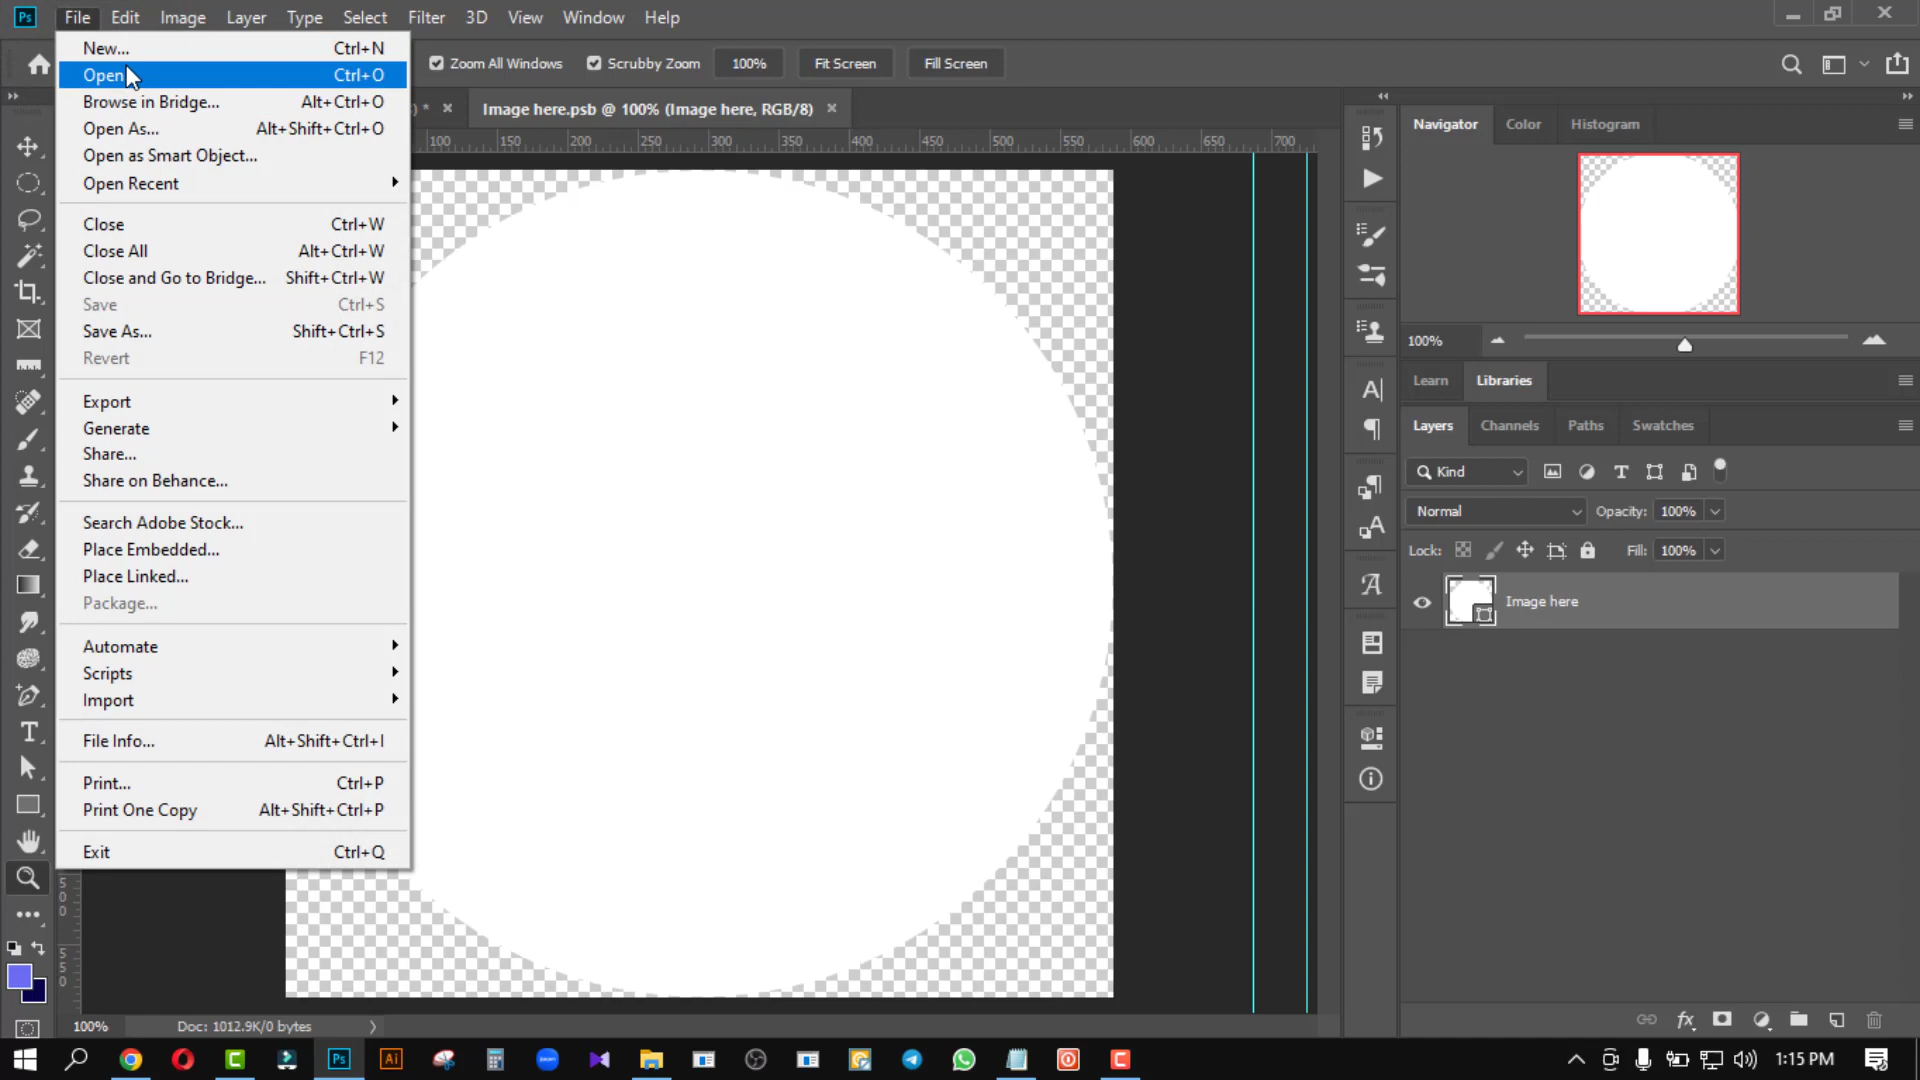 Ps File Edit Image Layer Type Select Filter 3D View Window Help
New... Ctrl+N
Open Ctrl+O
Browse in Bridge... Alt+Ctrl+O
Open As... Alt+Shift+Ctrl+O
Open as Smart Object...
Open Recent
Close Ctrl+W
Close All Alt+Ctrl+W
Close and Go to Bridge... Shift+Ctrl+W
Save Ctrl+S
Save As... Shift+Ctrl+S
Revert F12
Export
Generate
Share...
Share on Behance...
Search Adobe Stock...
Place Embedded...
Place Linked...
Package...
Automate
Scripts
Import
File Info... Alt+Shift+Ctrl+I
Print... Ctrl+P
Print One Copy Alt+Shift+Ctrl+P
Exit Ctrl+Q
Zoom All Windows Scrubby Zoom 100% Fit Screen Fill Screen
) * × Image here.psb @ 100% (Image here, RGB/8) ×
100 150 200 250 300 350 400 450 500 550 600 650 700
500
550
100% Doc: 1012.9K/0 bytes
Navigator Color Histogram
100%
Learn Libraries
Layers Channels Paths Swatches
Kind
Normal Opacity: 100%
Lock: Fill: 100%
Image here
fx
Ps Ai zoom 1:15 PM